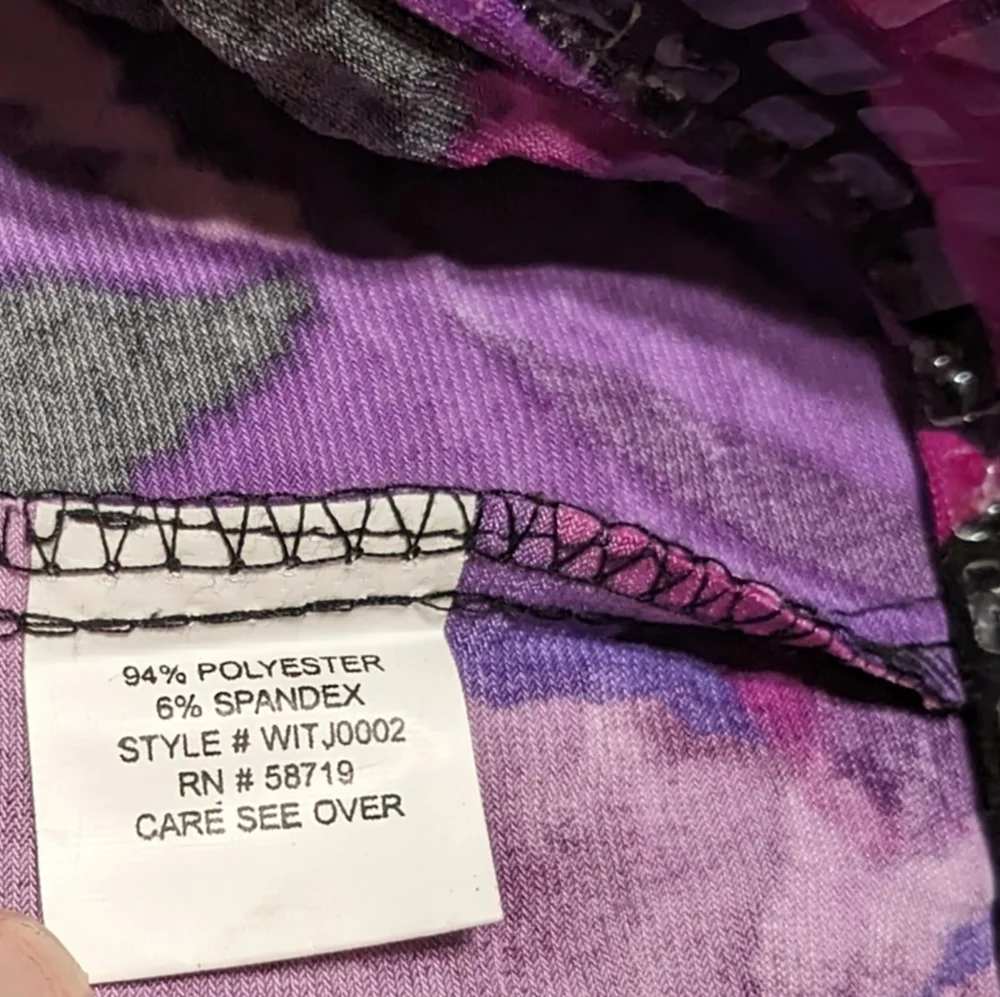 94% POLYESTER
6% SPANDEX
STYLE # WITJ0002
RN # 58719
CARE SEE OVER